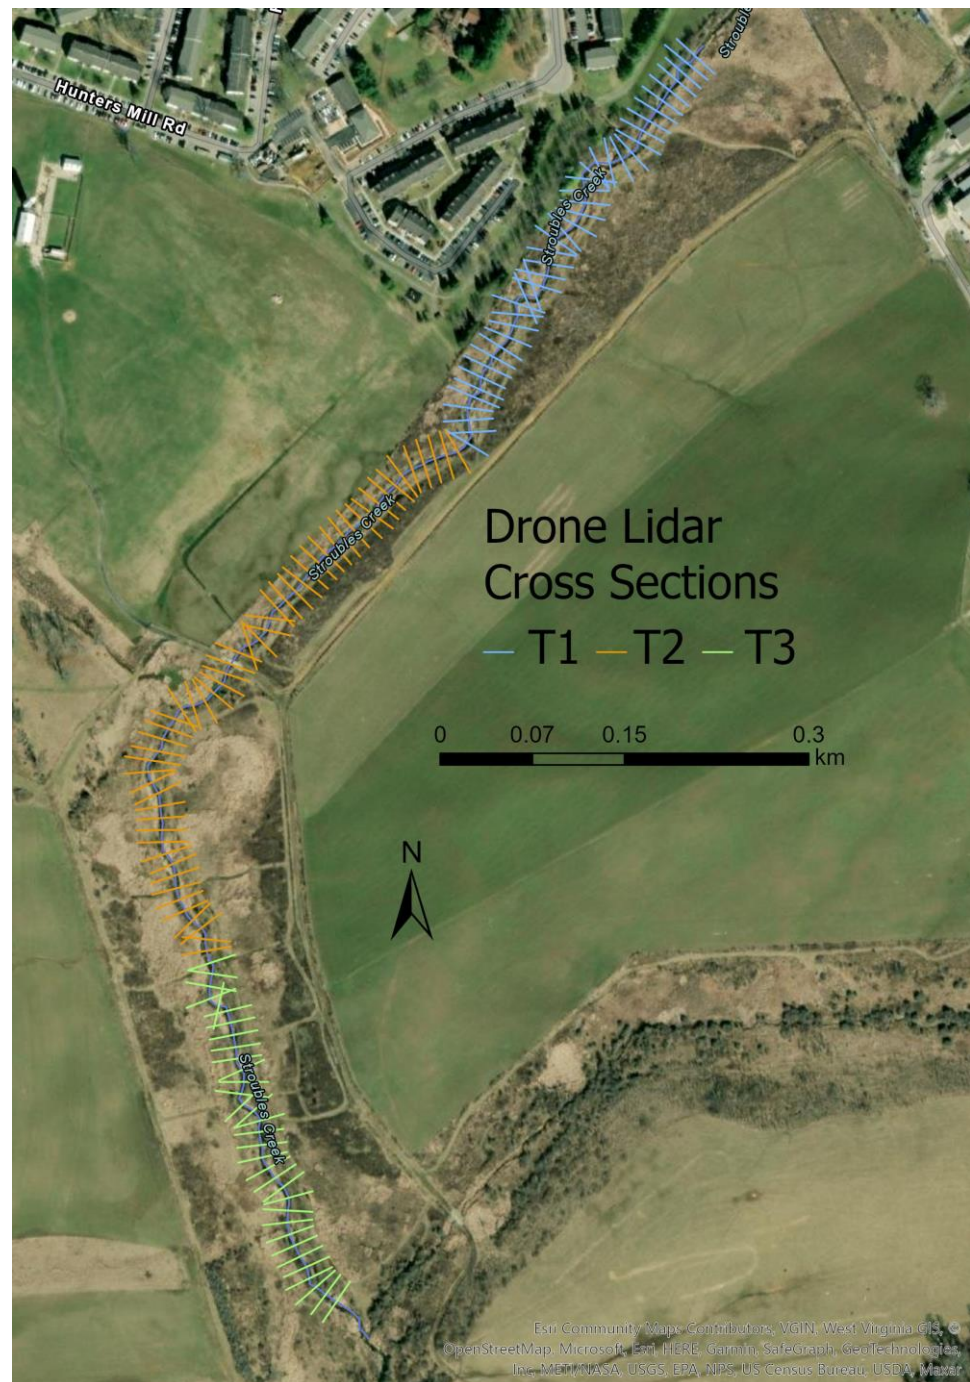 Stroubl
Hunters Mill Rd
Stroubles Creek
Stroubles Creek
Drone Lidar
Cross Sections
T1 T2 T3
0 0.07 0.15 0.3
km
N
Stroubles Creek
Esri Community Maps Contributors, VGIN, West Virginia GIS, ©
OpenStreetMap, Microsoft, Esri, HERE, Garmin, SafeGraph, GeoTechnologies,
Inc, METI/NASA, USGS, EPA, NPS, US Census Bureau, USDA, Maxar